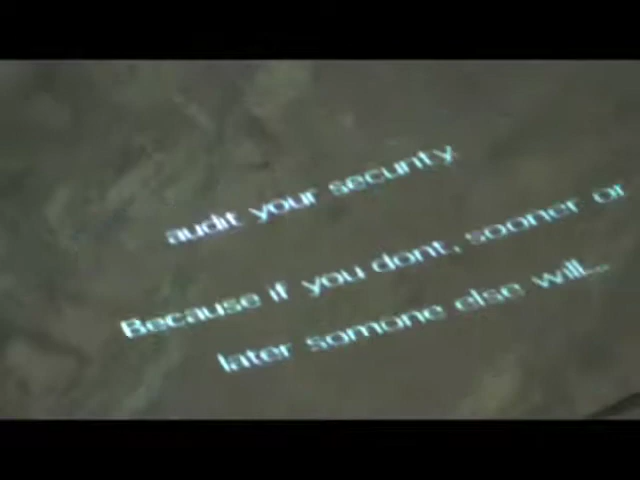 audit your security.
Because if you dont, sooner or
later somone else will...